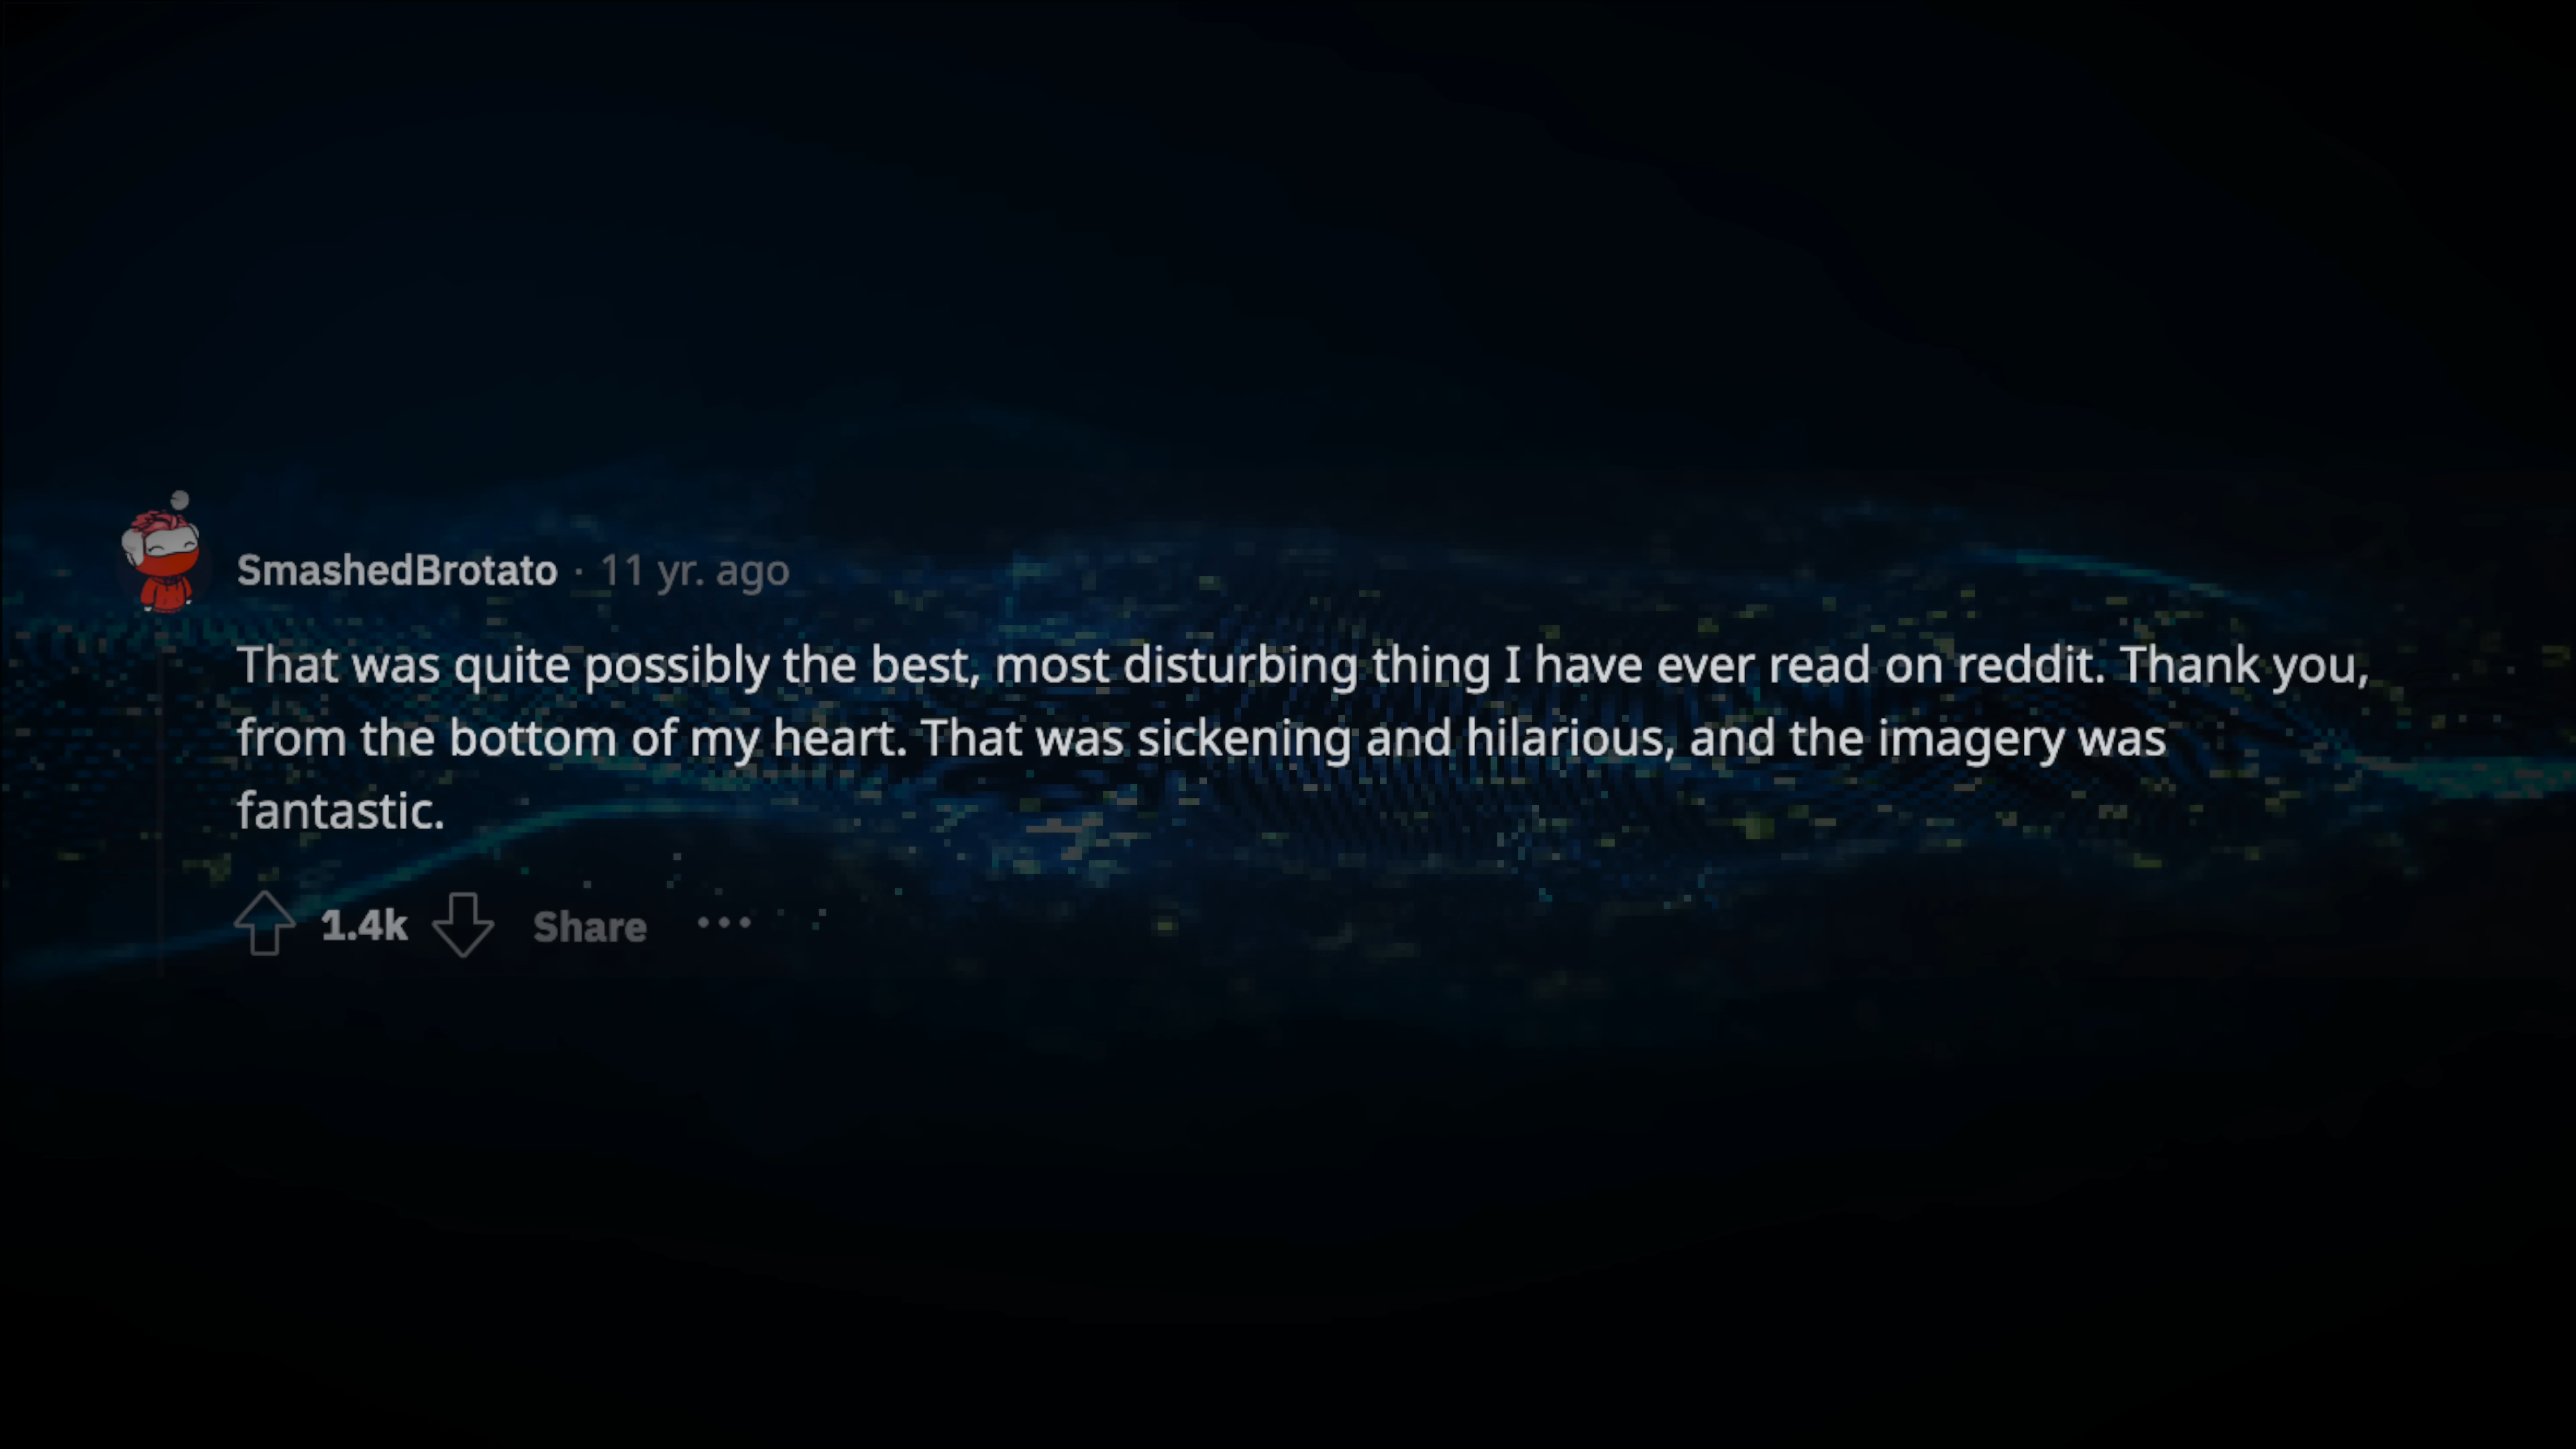 SmashedBrotato · 11 yr. ago
That was quite possibly the best, most disturbing thing I have ever read on reddit. Thank you,
from the bottom of my heart. That was sickening and hilarious, and the imagery was
fantastic.
1.4k Share ···